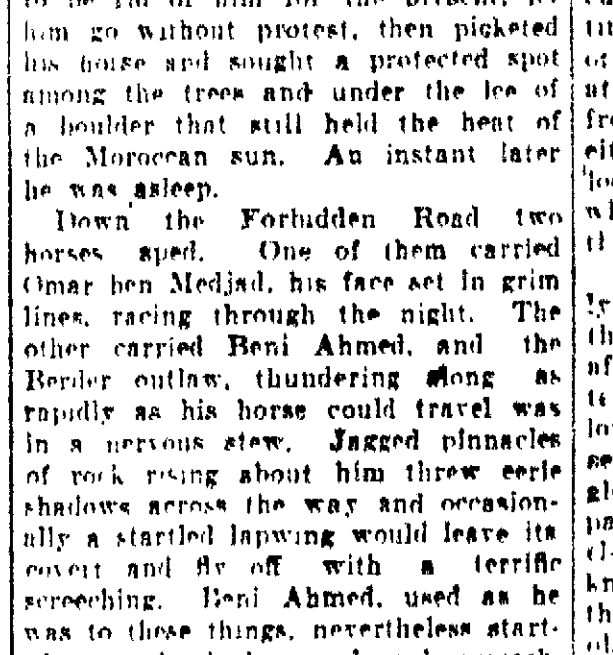 him go without protest, then picketed
his horse and sought a protected spot
among the trees and under the lee of
a boulder that still held the heat of
the Moroccan sun. An instant later
he was asleep.
Down the Forbidden Road two
horses sped. One of them carried
Omar ben Medjad, his face set in grim
lines, racing through the night. The
other carried Beni Ahmed, and the
Berder outlaw, thundering along as
rapidly as his horse could travel was
in a nervous stew. Jagged pinnacles
of rock rising about him threw eerie
shadows across the way and occasion-
ally a startled lapwing would leave its
covert and fly off with a terrific
screeching. Beni Ahmed, used as he
was to these things, nevertheless start-